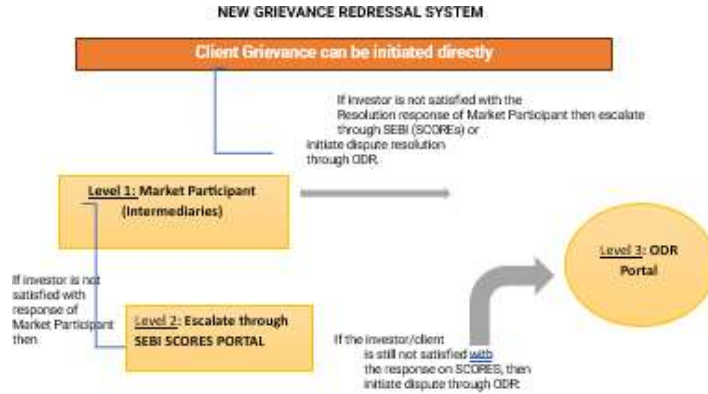 NEW GRIEVANCE REDRESSAL SYSTEM
Client Grievance can be initiated directly
If investor is not satisfied with the
Resolution response of Market Participant then escalate
through SEBI (SCOREs) or
initiate dispute resolution
through ODR.
Level 1: Market Participant
(Intermediaries)
Level 3: ODR
Portal
If investor is not
satisfied with
response of
Market Participant
then
Level 2: Escalate through
SEBI SCORES PORTAL
If the investor/client
is still not satisfied with
the response on SCORES, then
initiate dispute through ODR.